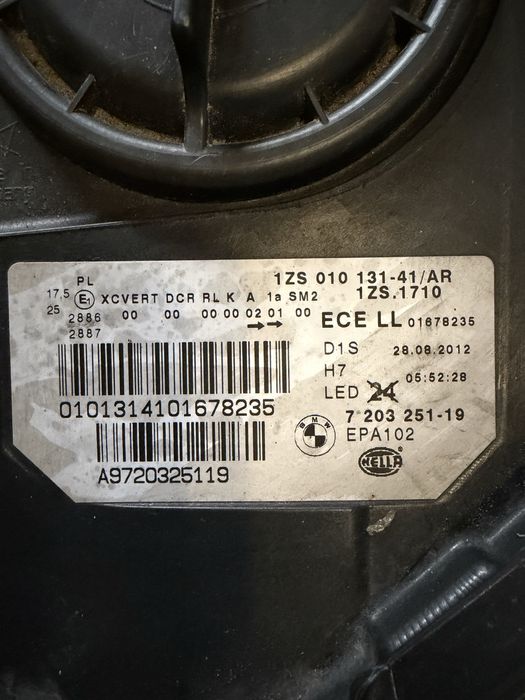 PL
1ZS 010 131-41/AR
17,5 E1 XCVERT DCR RL K A 1a SM2 1ZS.1710
25 2886 00 00 00 00 02 01 00 ECE LL 01678235
2887
D1S 28.08.2012
H7 05:52:28
LED 24
0101314101678235
7 203 251-19
BMW EPA102
A9720325119
HELLA